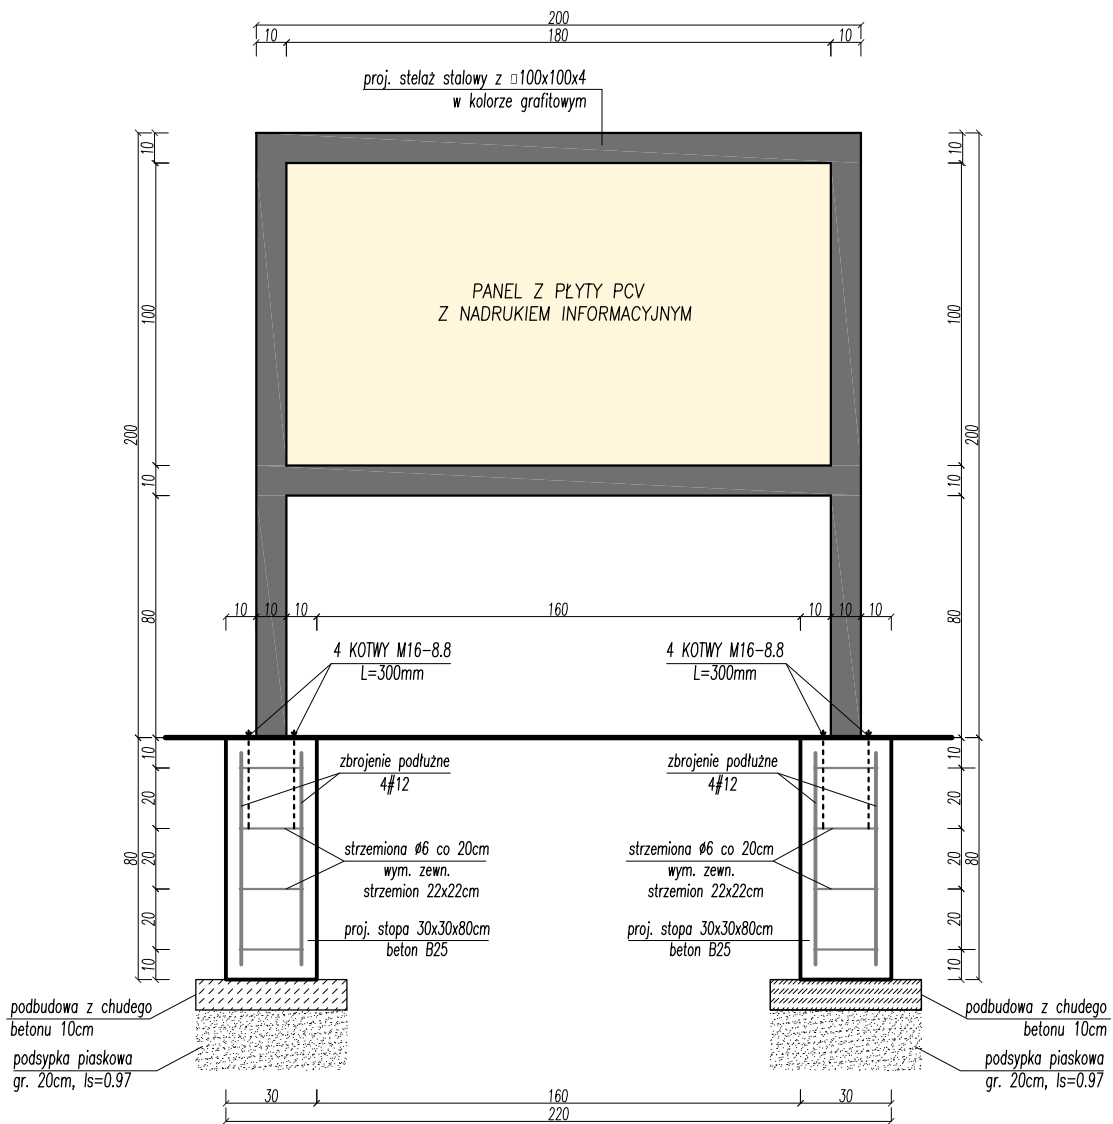 200
10 180 10
proj. stelaż stalowy z □100x100x4
w kolorze grafitowym
10 10
100 100
PANEL Z PŁYTY PCV
Z NADRUKIEM INFORMACYJNYM
200 200
10 10
80 80
10 10 10 160 10 10 10
4 KOTWY M16-8.8
L=300mm
4 KOTWY M16-8.8
L=300mm
10 10
zbrojenie podłużne
4#12
zbrojenie podłużne
4#12
20 20
80 20 20 80
strzemiona ø6 co 20cm
wym. zewn.
strzemion 22x22cm
strzemiona ø6 co 20cm
wym. zewn.
strzemion 22x22cm
20 20
proj. stopa 30x30x80cm
beton B25
proj. stopa 30x30x80cm
beton B25
10 10
podbudowa z chudego
betonu 10cm
podbudowa z chudego
betonu 10cm
podsypka piaskowa
gr. 20cm, Is=0.97
podsypka piaskowa
gr. 20cm, Is=0.97
30 160 30
220